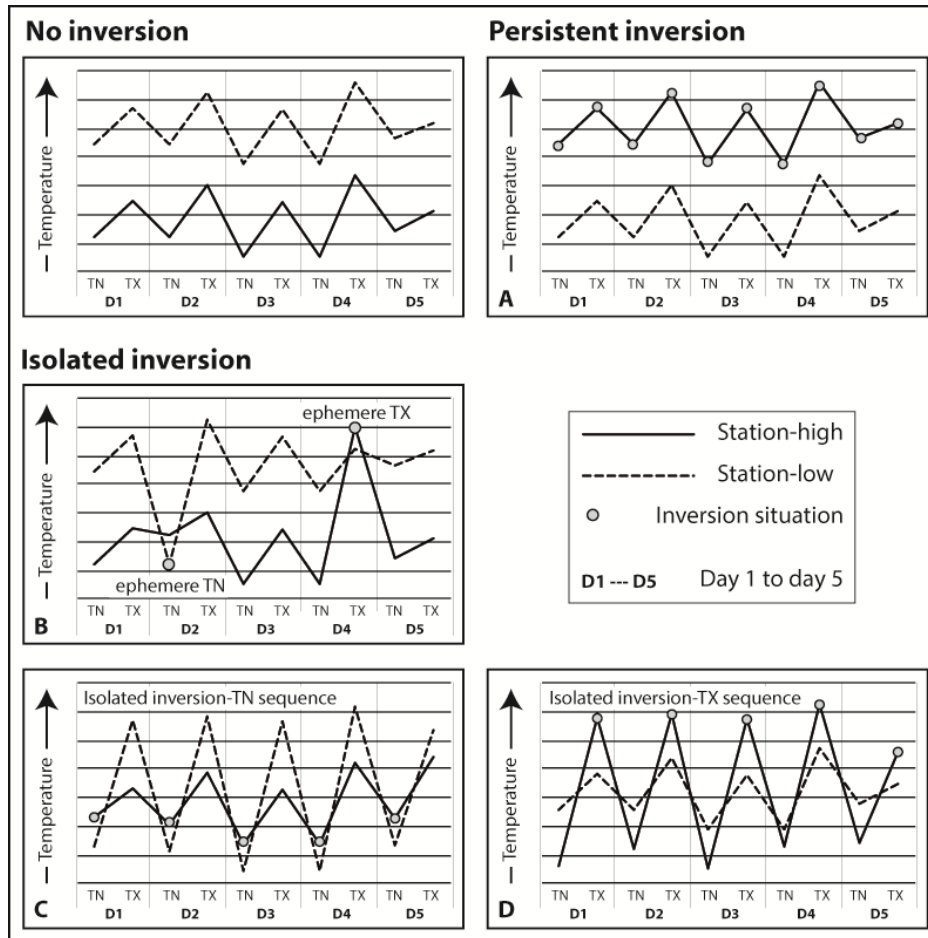 No inversion
Persistent inversion
Temperature
TN TX TN TX TN TX TN TX TN TX
D1 D2 D3 D4 D5
Temperature
TN TX TN TX TN TX TN TX TN TX
A D1 D2 D3 D4 D5
Isolated inversion
ephemere TX
Temperature
ephemere TN
TN TX TN TX TN TX TN TX TN TX
B D1 D2 D3 D4 D5
Station-high
Station-low
Inversion situation
D1 --- D5 Day 1 to day 5
Isolated inversion-TN sequence
Temperature
TN TX TN TX TN TX TN TX TN TX
C D1 D2 D3 D4 D5
Isolated inversion-TX sequence
Temperature
TN TX TN TX TN TX TN TX TN TX
D D1 D2 D3 D4 D5